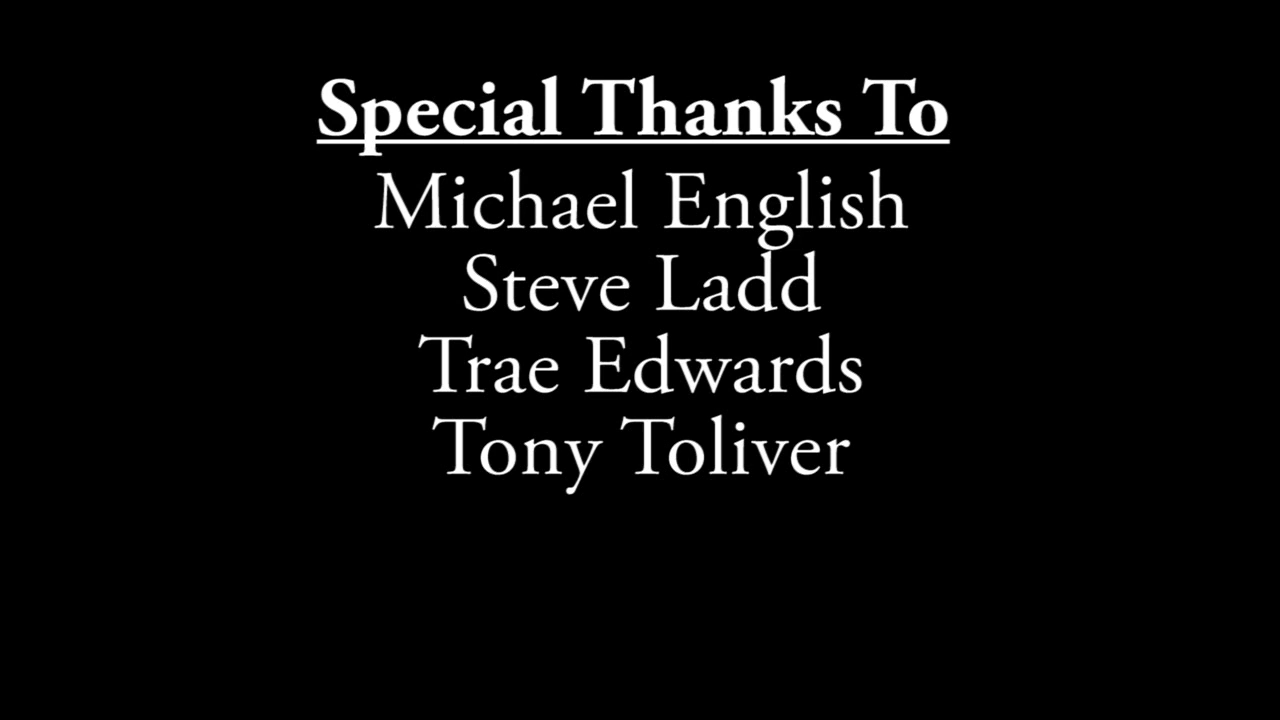 Special Thanks To
Michael English
Steve Ladd
Trae Edwards
Tony Toliver